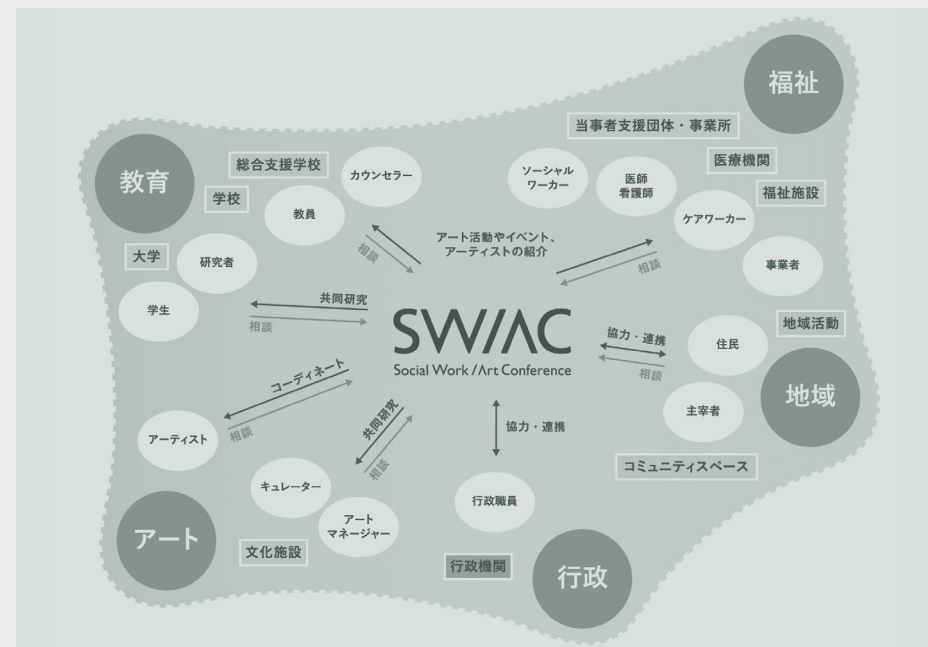 福祉
当事者支援団体・事業所
医療機関
福祉施設
ソーシャル
ワーカー
医師
看護師
ケアワーカー
事業者
教育
総合支援学校
学校
大学
カウンセラー
教員
研究者
学生
相談
アート活動やイベント、
アーティストの紹介
相談
共同研究
相談
SW/AC
Social Work / Art Conference
協力・連携
相談
地域活動
住民
地域
主宰者
コミュニティスペース
コーディネート
相談
共同研究
相談
協力・連携
アーティスト
キュレーター
アート
マネージャー
アート
文化施設
行政職員
行政機関
行政